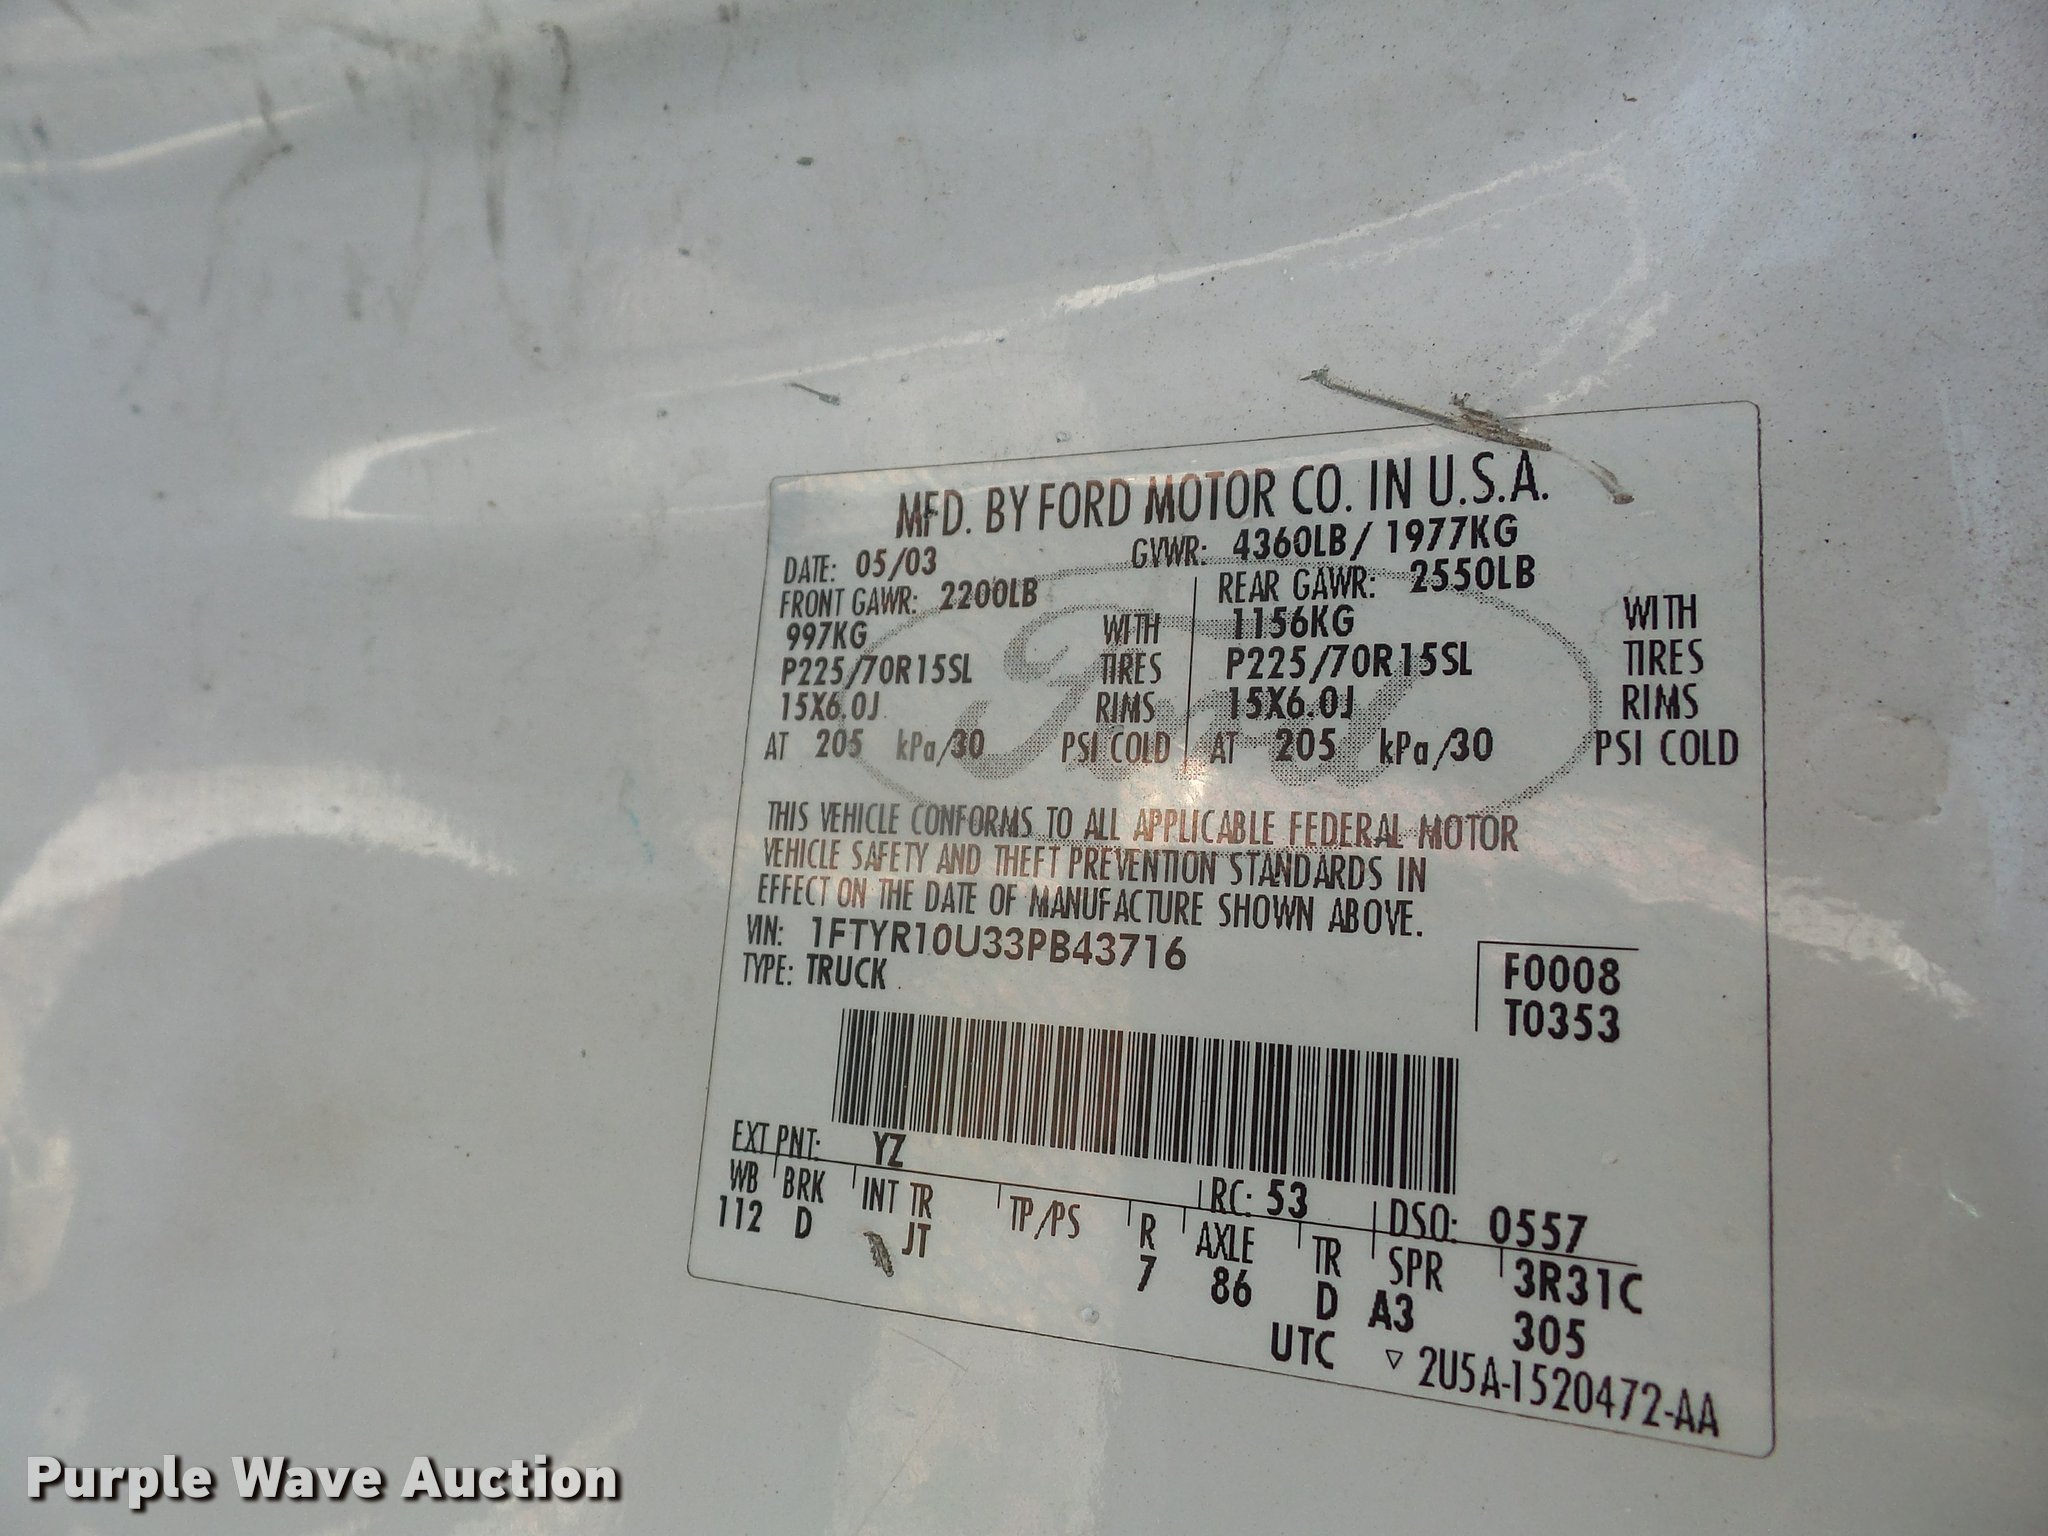 MFD. BY FORD MOTOR CO. IN U.S.A.
DATE: 05/03 GVWR: 4360LB/ 1977KG
FRONT GAWR: 2200LB REAR GAWR: 2550LB
997KG WITH 1156KG WITH
P225/70R15SL TIRES P225/70R15SL TIRES
15X6.0J RIMS 15X6.0J RIMS
AT 205 kPa/30 PSI COLD AT 205 kPa/30 PSI COLD
Ford
THIS VEHICLE CONFORMS TO ALL APPLICABLE FEDERAL MOTOR
VEHICLE SAFETY AND THEFT PREVENTION STANDARDS IN
EFFECT ON THE DATE OF MANUFACTURE SHOWN ABOVE.
VIN: 1FTYR10U33PB43716
TYPE: TRUCK
F0008
T0353
EXT PNT: YZ RC: 53 DSO: 0557
WB BRK INT TR TP/PS R AXLE TR SPR 3R31C
112 D JT 7 86 D A3 305
UTC ▽ 2U5A-1520472-AA
Purple Wave Auction